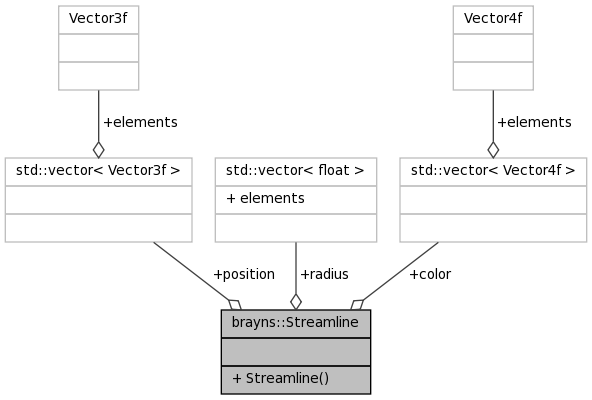 Vector3f
Vector4f
+elements
+elements
std::vector< Vector3f >
std::vector< float >
std::vector< Vector4f >
+ elements
+position
+radius
+color
brayns::Streamline
+ Streamline()